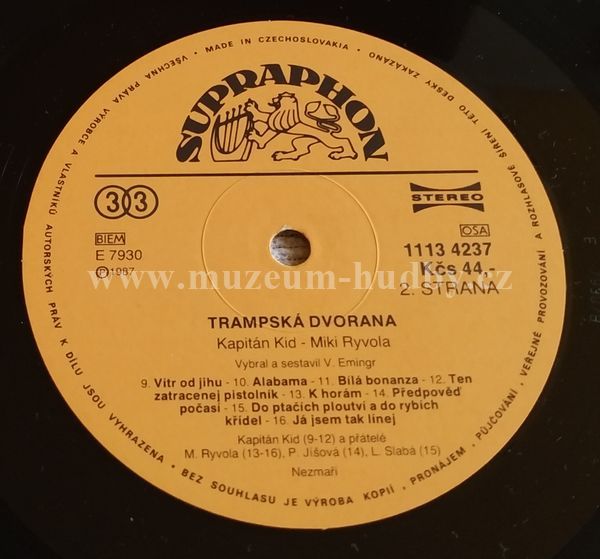 SUPRAPHON
VŠECHNA PRÁVA VÝROBCE A VLASTNÍKŮ AUTORSKÝCH PRÁV K DÍLU JSOU VYHRAZENA • BEZ SOUHLASU JE VÝROBA KOPIÍ, PRONÁJEM, PŮJČOVÁNÍ, VEŘEJNÉ PROVOZOVÁNÍ A ROZHLASOVÉ ŠÍŘENÍ TÉTO DESKY ZAKÁZÁNO • MADE IN CZECHOSLOVAKIA •
33
STEREO
BIEM
OSA
E 7930
1113 4237
Ⓟ1987
Kčs 44,-
www.muzeum-hudby.cz
2. STRANA
TRAMPSKÁ DVORANA
Kapitán Kid - Miki Ryvola
Vybral a sestavil V. Emingr
9. Vítr od jihu - 10. Alabama - 11. Bílá bonanza - 12. Ten
zatracenej pistolník - 13. K horám - 14. Předpověď
počasí - 15. Do ptačích ploutví a do rybích
křídel - 16. Já jsem tak línej
Kapitán Kid (9-12) a přátelé
M. Ryvola (13-16), P. Jíšová (14), L. Slabá (15)
Nezmaři